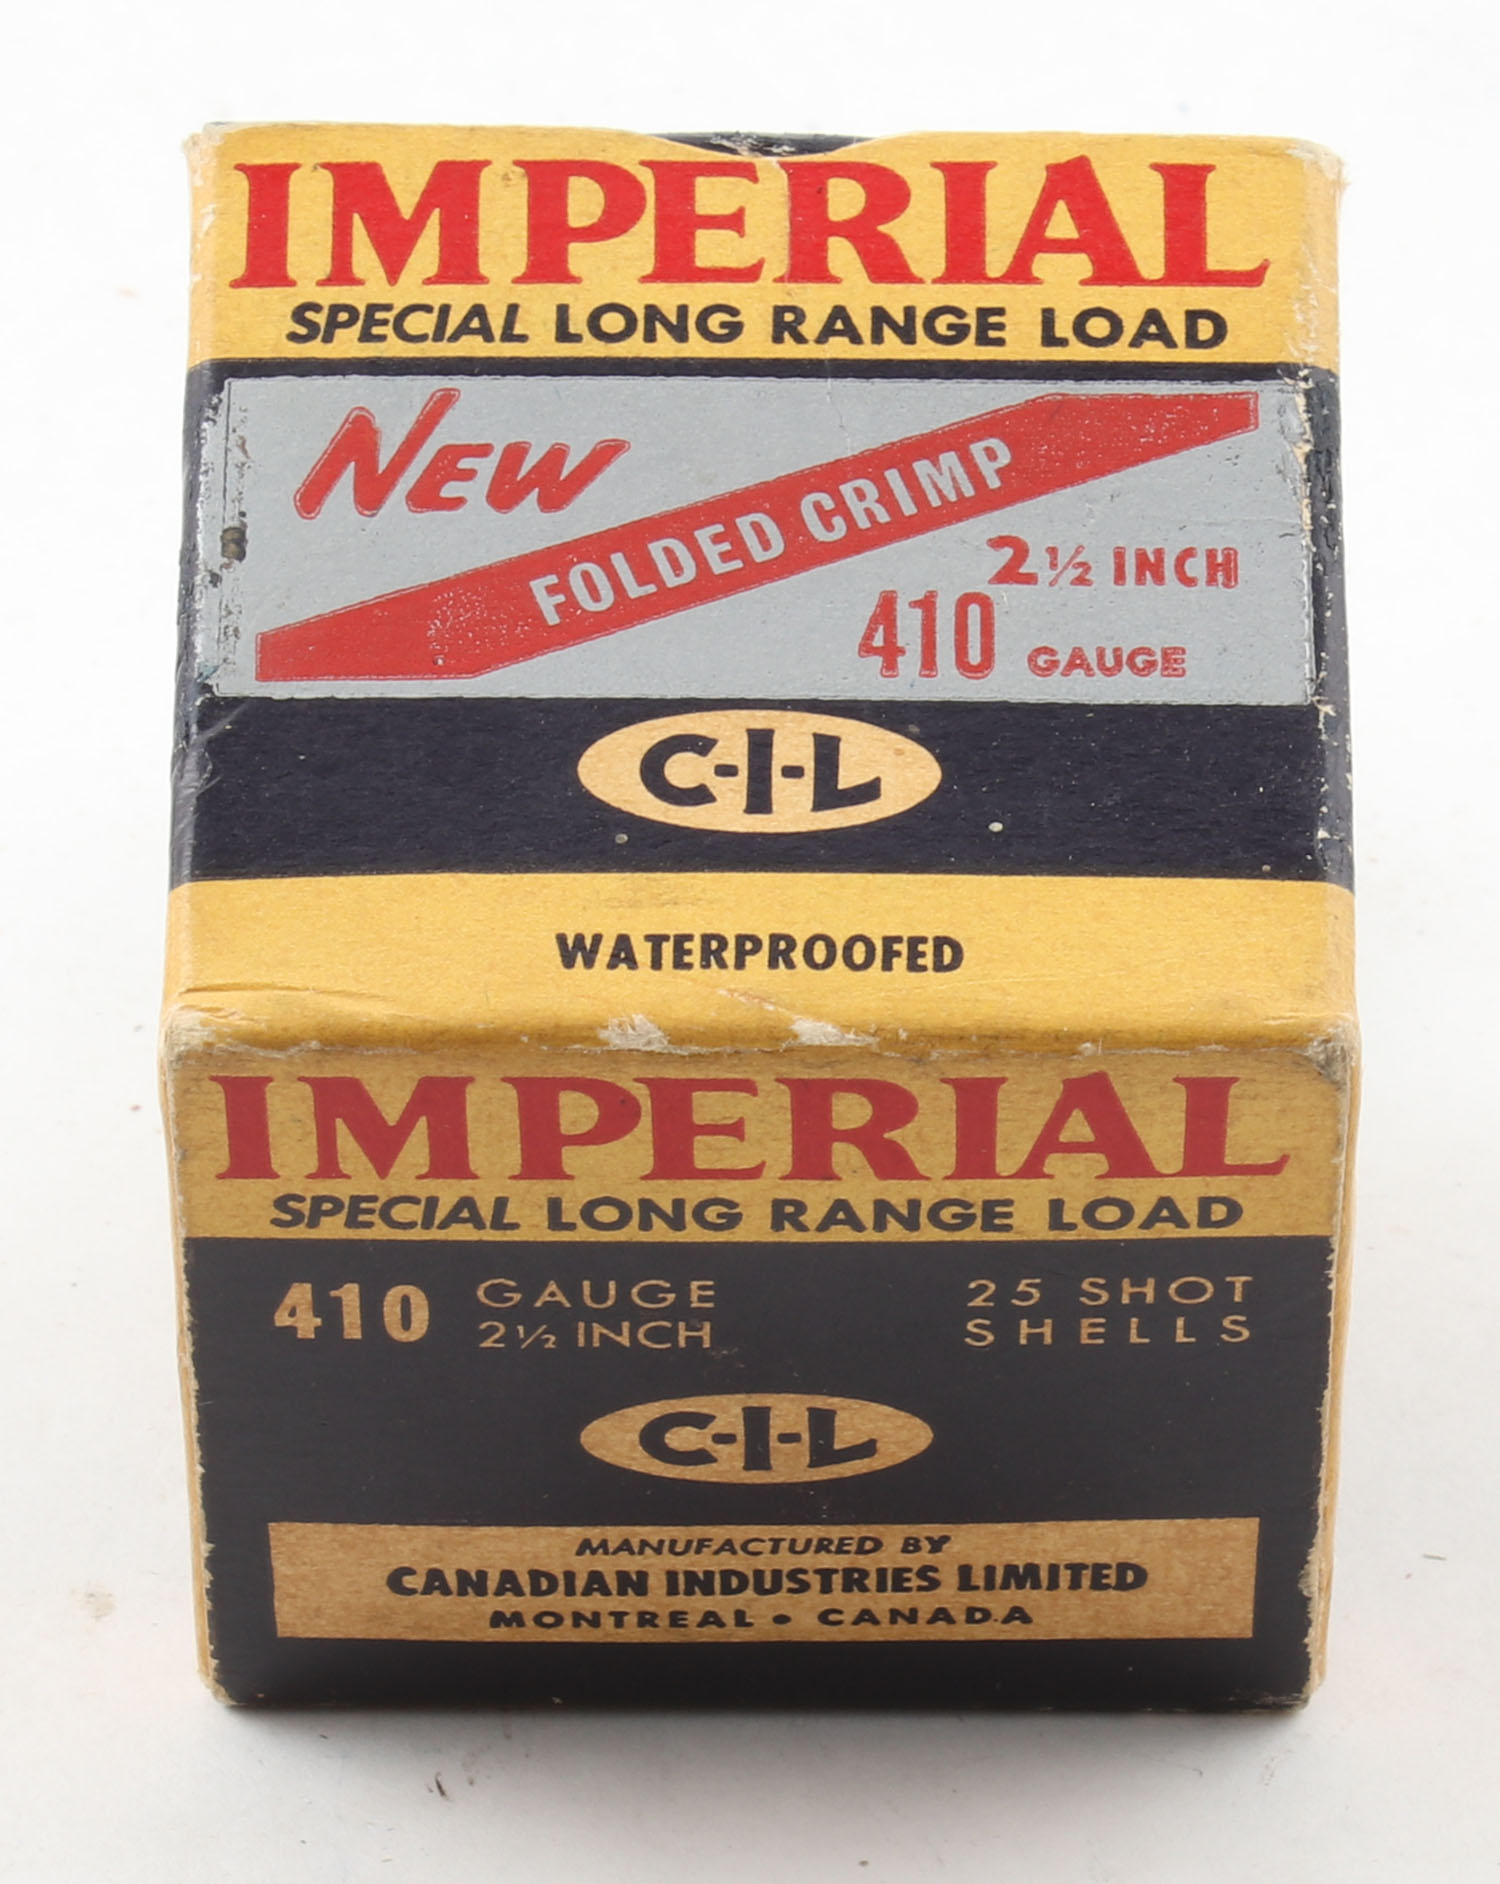 IMPERIAL
SPECIAL LONG RANGE LOAD
NEW
FOLDED CRIMP
2½ INCH
410 GAUGE
C-I-L
WATERPROOFED
IMPERIAL
SPECIAL LONG RANGE LOAD
410 GAUGE 2½ INCH
25 SHOT SHELLS
C-I-L
MANUFACTURED BY
CANADIAN INDUSTRIES LIMITED
MONTREAL • CANADA